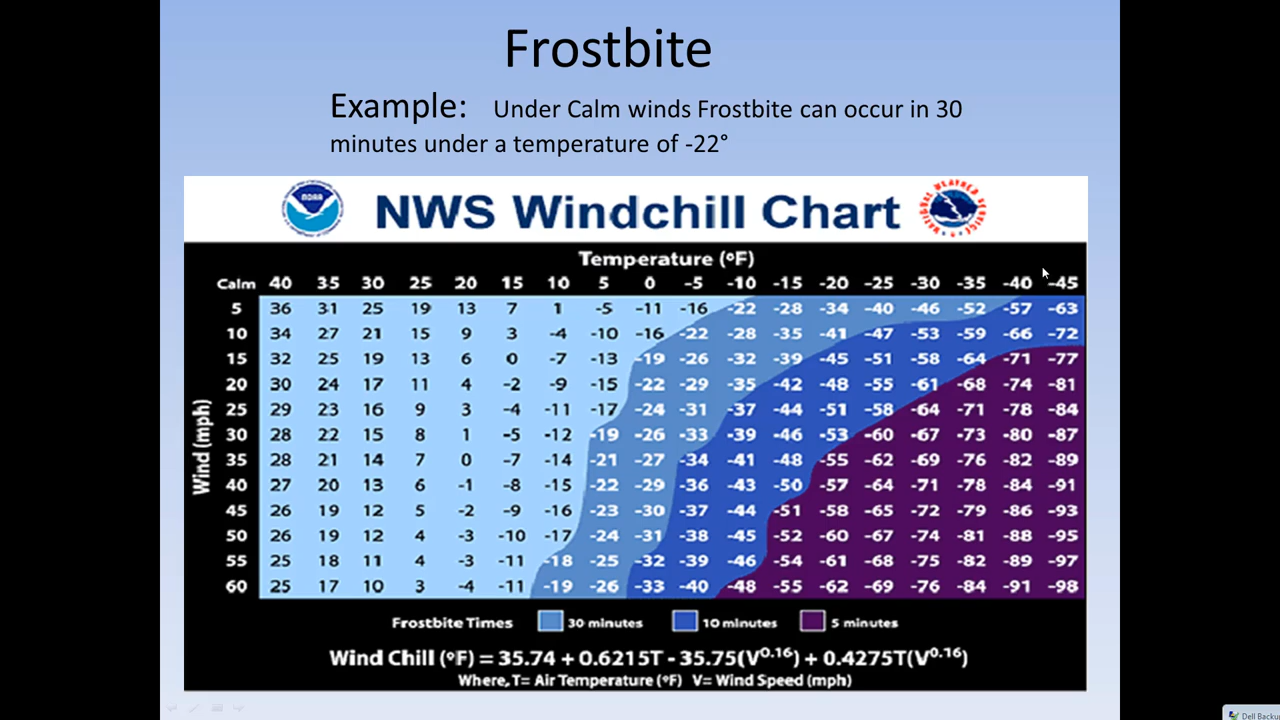 Frostbite
Example: Under Calm winds Frostbite can occur in 30
minutes under a temperature of -22°
NOAA
NWS Windchill Chart
NATIONAL WEATHER SERVICE
Temperature (°F)
Calm 40 35 30 25 20 15 10 5 0 -5 -10 -15 -20 -25 -30 -35 -40 -45
5 36 31 25 19 13 7 1 -5 -11 -16 -22 -28 -34 -40 -46 -52 -57 -63
10 34 27 21 15 9 3 -4 -10 -16 -22 -28 -35 -41 -47 -53 -59 -66 -72
15 32 25 19 13 6 0 -7 -13 -19 -26 -32 -39 -45 -51 -58 -64 -71 -77
20 30 24 17 11 4 -2 -9 -15 -22 -29 -35 -42 -48 -55 -61 -68 -74 -81
25 29 23 16 9 3 -4 -11 -17 -24 -31 -37 -44 -51 -58 -64 -71 -78 -84
30 28 22 15 8 1 -5 -12 -19 -26 -33 -39 -46 -53 -60 -67 -73 -80 -87
35 28 21 14 7 0 -7 -14 -21 -27 -34 -41 -48 -55 -62 -69 -76 -82 -89
40 27 20 13 6 -1 -8 -15 -22 -29 -36 -43 -50 -57 -64 -71 -78 -84 -91
45 26 19 12 5 -2 -9 -16 -23 -30 -37 -44 -51 -58 -65 -72 -79 -86 -93
50 26 19 12 4 -3 -10 -17 -24 -31 -38 -45 -52 -60 -67 -74 -81 -88 -95
55 25 18 11 4 -3 -11 -18 -25 -32 -39 -46 -54 -61 -68 -75 -82 -89 -97
60 25 17 10 3 -4 -11 -19 -26 -33 -40 -48 -55 -62 -69 -76 -84 -91 -98
Wind (mph)
Frostbite Times 30 minutes 10 minutes 5 minutes
Wind Chill (°F) = 35.74 + 0.6215T - 35.75(V^0.16) + 0.4275T(V^0.16)
Where, T= Air Temperature (°F) V= Wind Speed (mph)
Dell Backu